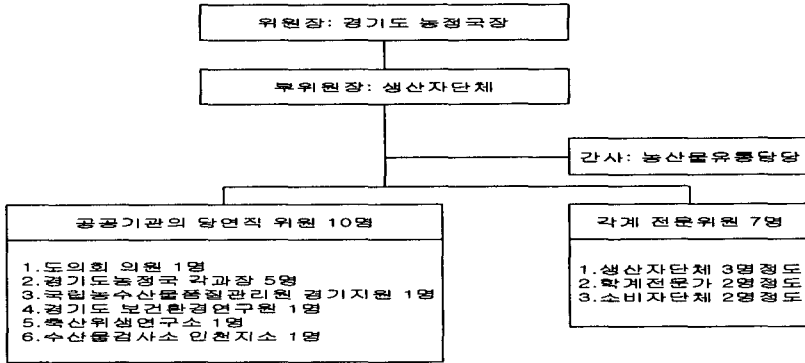 위원장: 경기도 농정국장
부위원장: 생산자단체
간사: 농산물유통담당
공공기관의 당연직 위원 10명
1.도의회 의원 1명
2.경기도농정국 각과장 5명
3.국립농수산물품질관리원 경기지원 1명
4.경기도 보건환경연구원 1명
5.축산위생연구소 1명
6.수산물검사소 인천지소 1명
각계 전문위원 7명
1.생산자단체 3명정도
2.학계전문가 2명정도
3.소비자단체 2명정도